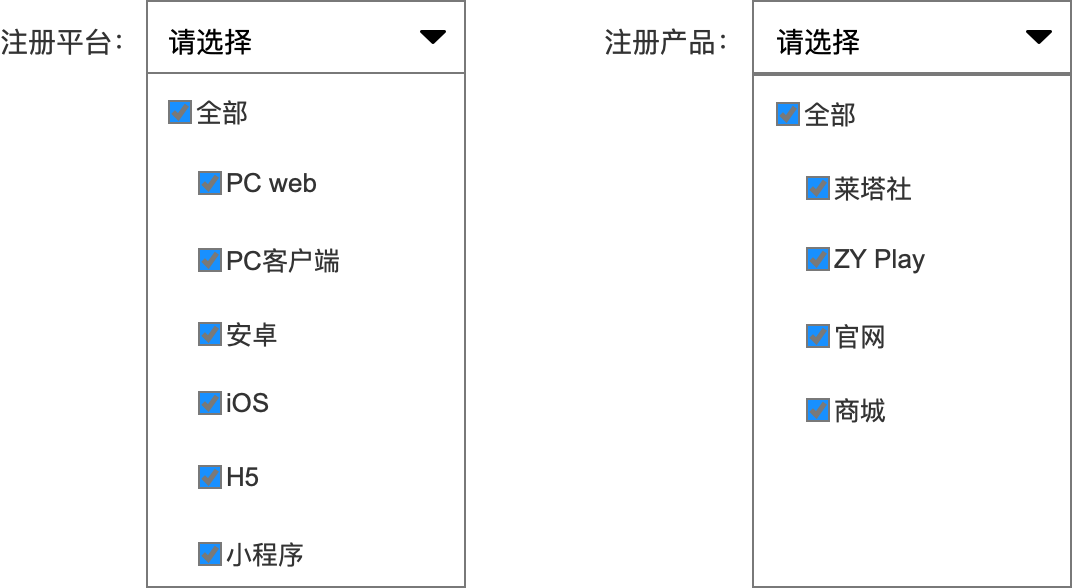 注册平台：
请选择
全部
PC web
PC客户端
安卓
iOS
H5
小程序
注册产品：
请选择
全部
莱塔社
ZY Play
官网
商城